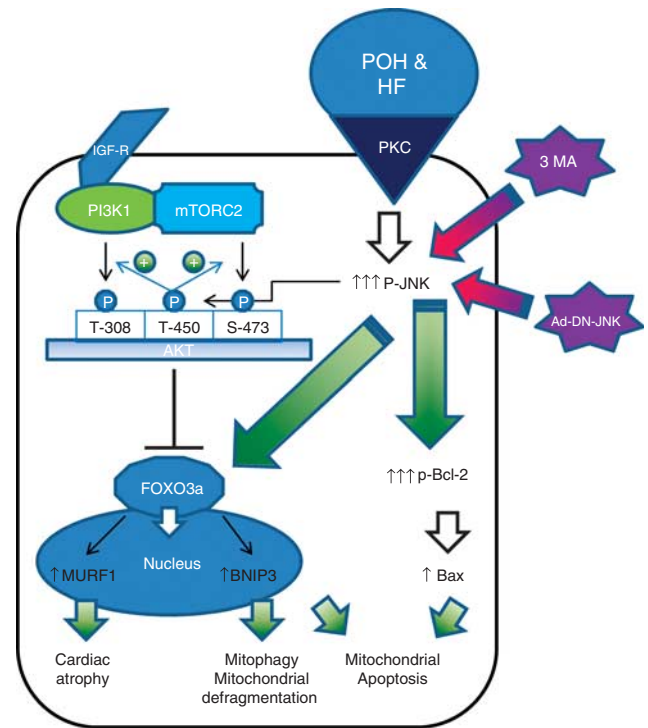 POH &
HF
PKC
IGF-R
3 MA
PI3K1
mTORC2
+
+
↑↑↑ P-JNK
P
P
P
Ad-DN-JNK
T-308
T-450
S-473
AKT
FOXO3a
↑↑↑ p-Bcl-2
Nucleus
↑MURF1
↑BNIP3
↑ Bax
Cardiac
atrophy
Mitophagy
Mitochondrial
defragmentation
Mitochondrial
Apoptosis